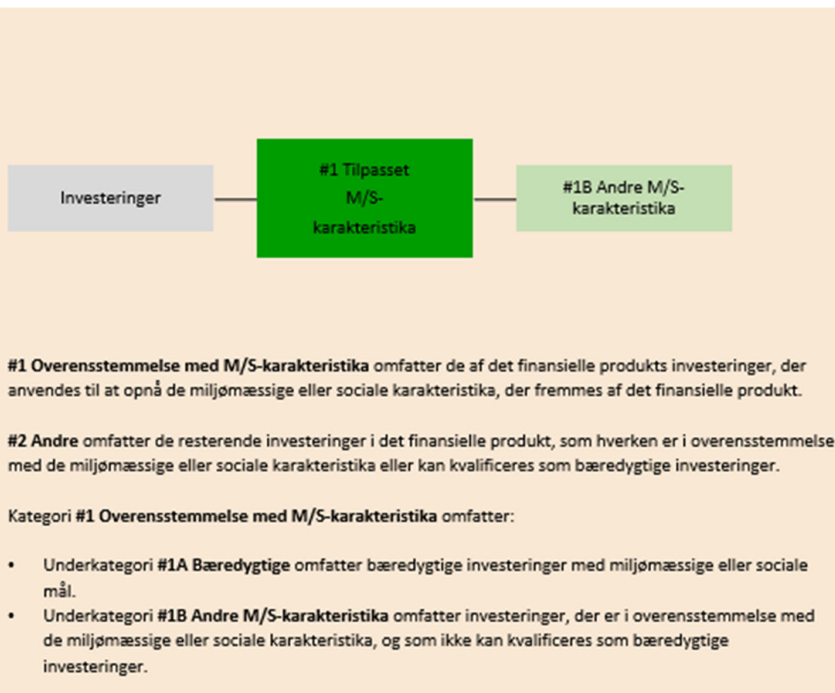 Investeringer
#1 Tilpasset
M/S-
karakteristika
#1B Andre M/S-
karakteristika
#1 Overensstemmelse med M/S-karakteristika omfatter de af det finansielle produkts investeringer, der
anvendes til at opnå de miljømæssige eller sociale karakteristika, der fremmes af det finansielle produkt.
#2 Andre omfatter de resterende investeringer i det finansielle produkt, som hverken er i overensstemmelse
med de miljømæssige eller sociale karakteristika eller kan kvalificeres som bæredygtige investeringer.
Kategori #1 Overensstemmelse med M/S-karakteristika omfatter:
• Underkategori #1A Bæredygtige omfatter bæredygtige investeringer med miljømæssige eller sociale
mål.
• Underkategori #1B Andre M/S-karakteristika omfatter investeringer, der er i overensstemmelse med
de miljømæssige eller sociale karakteristika, og som ikke kan kvalificeres som bæredygtige
investeringer.